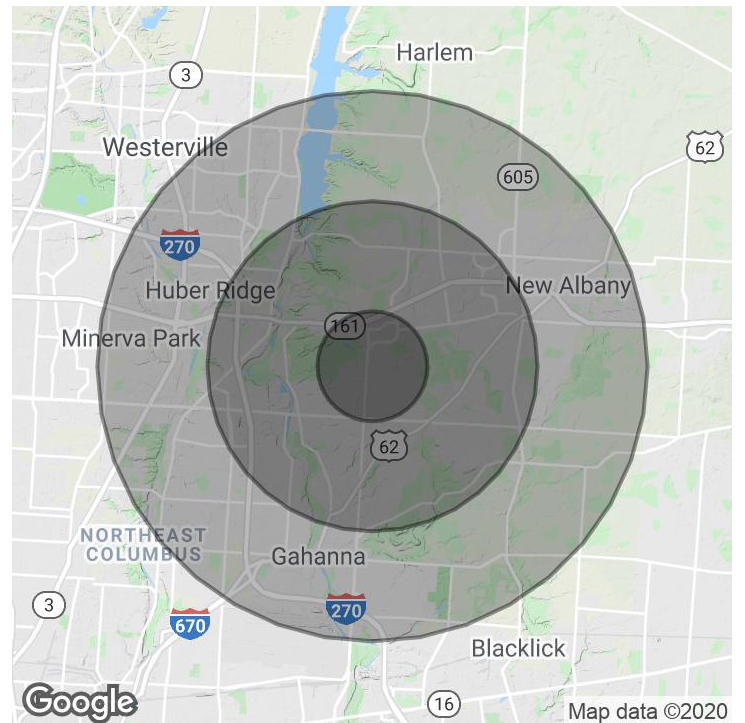 Harlem
3
Westerville
62
605
270
Huber Ridge
New Albany
161
Minerva Park
62
NORTHEAST
COLUMBUS
Gahanna
3
270
670
Blacklick
16
Google
Map data ©2020